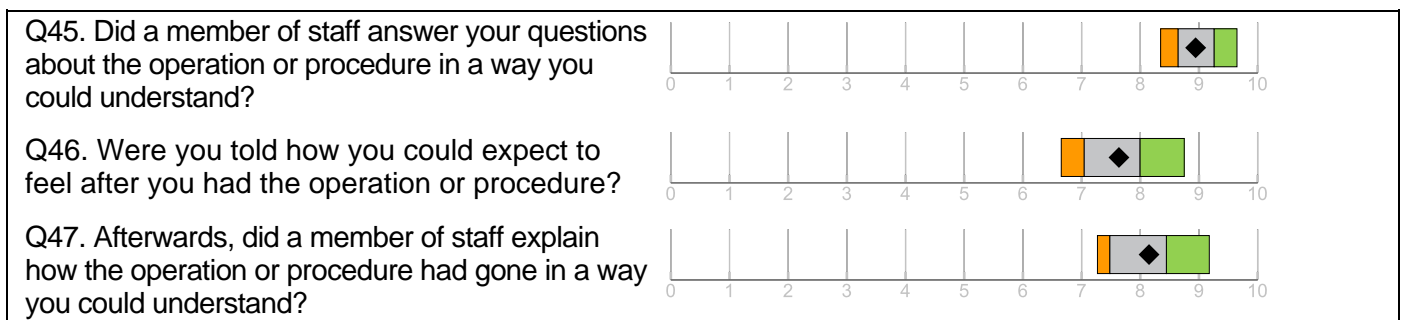 Q45. Did a member of staff answer your questions
about the operation or procedure in a way you
could understand?
0 1 2 3 4 5 6 7 8 9 10
Q46. Were you told how you could expect to
feel after you had the operation or procedure?
0 1 2 3 4 5 6 7 8 9 10
Q47. Afterwards, did a member of staff explain
how the operation or procedure had gone in a way
you could understand?
0 1 2 3 4 5 6 7 8 9 10